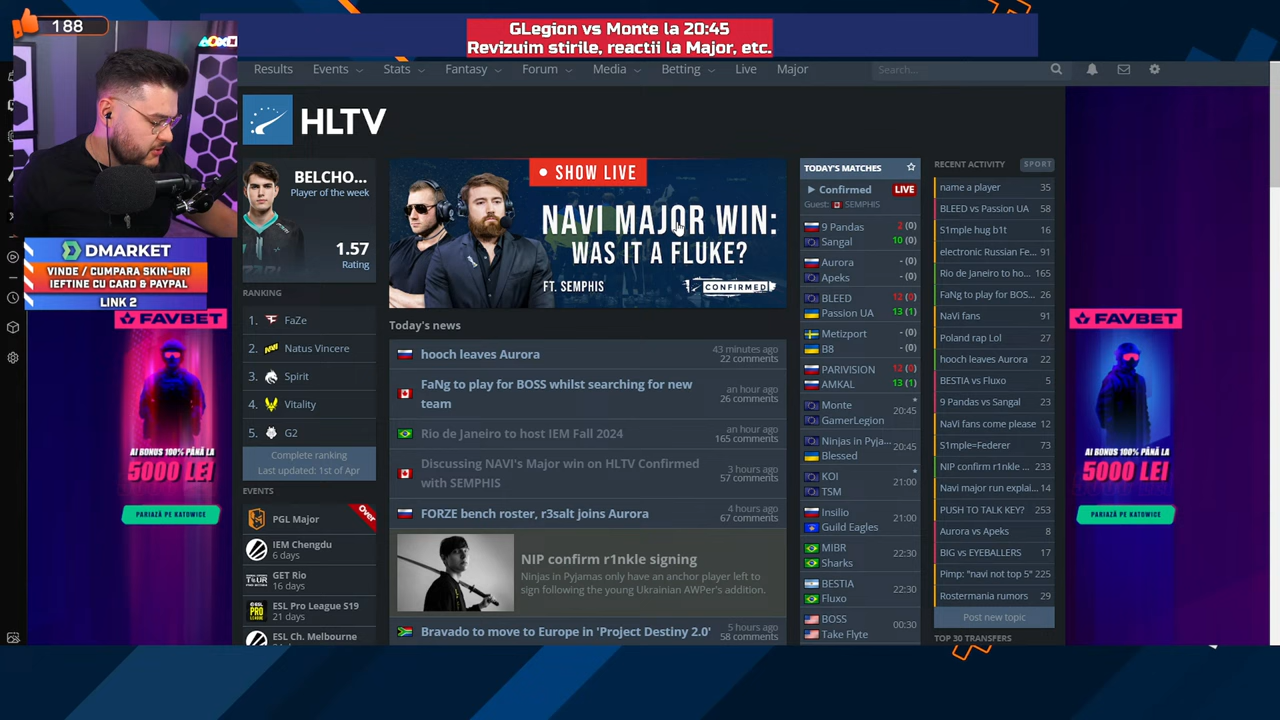 188
GLegion vs Monte la 20:45
Revizuim stirile, reactii la Major, etc.
Results
Events
Stats
Fantasy
Forum
Media
Betting
Live
Major
Search...
HLTV
BELCHO...
Player of the week
1.57
Rating
DMARKET
VINDE / CUMPARA SKIN-URI
IEFTINE CU CARD & PAYPAL
LINK 2
FAVBET
AI BONUS 100% PÂNĂ LA
5000 LEI
PARIAZĂ PE KATOWICE
RANKING
1. FaZe
2. Natus Vincere
3. Spirit
4. Vitality
5. G2
Complete ranking
Last updated: 1st of Apr
EVENTS
PGL Major
Over
IEM Chengdu
6 days
GET Rio
16 days
ESL Pro League S19
21 days
ESL Ch. Melbourne
SHOW LIVE
NAVI MAJOR WIN:
WAS IT A FLUKE?
FT. SEMPHIS
CONFIRMED
Today's news
hooch leaves Aurora
43 minutes ago
22 comments
FaNg to play for BOSS whilst searching for new
team
an hour ago
26 comments
Rio de Janeiro to host IEM Fall 2024
an hour ago
165 comments
Discussing NAVI's Major win on HLTV Confirmed
with SEMPHIS
3 hours ago
57 comments
FORZE bench roster, r3salt joins Aurora
4 hours ago
67 comments
NIP confirm r1nkle signing
Ninjas in Pyjamas only have an anchor player left to
sign following the young Ukrainian AWPer's addition.
Bravado to move to Europe in 'Project Destiny 2.0'
5 hours ago
58 comments
TODAY'S MATCHES
Confirmed
LIVE
Guest: SEMPHIS
9 Pandas 2 (0)
Sangal 10 (0)
Aurora - (0)
Apeks - (0)
BLEED 12 (0)
Passion UA 13 (1)
Metizport - (0)
B8 - (0)
PARIVISION 12 (0)
AMKAL 13 (1)
Monte
GamerLegion
20:45
Ninjas in Pyja...
Blessed
20:45
KOI
TSM
21:00
Insilio
Guild Eagles
21:00
MIBR
Sharks
22:30
BESTIA
Fluxo
22:30
BOSS
Take Flyte
00:30
RECENT ACTIVITY
SPORT
name a player 35
BLEED vs Passion UA 58
S1mple hug b1t 16
electronic Russian Fe... 91
Rio de Janeiro to ho... 165
FaNg to play for BOS... 26
NaVi fans 91
Poland rap Lol 27
hooch leaves Aurora 22
BESTIA vs Fluxo 5
9 Pandas vs Sangal 23
NaVi fans come please 12
S1mple=Federer 73
NIP confirm r1nkle ... 233
Navi major run explai... 14
PUSH TO TALK KEY? 253
Aurora vs Apeks 8
BIG vs EYEBALLERS 17
Pimp: "navi not top 5" 225
Rostermania rumors 29
Post new topic
TOP 30 TRANSFERS
FAVBET
AI BONUS 100% PÂNĂ LA
5000 LEI
PARIAZĂ PE KATOWICE